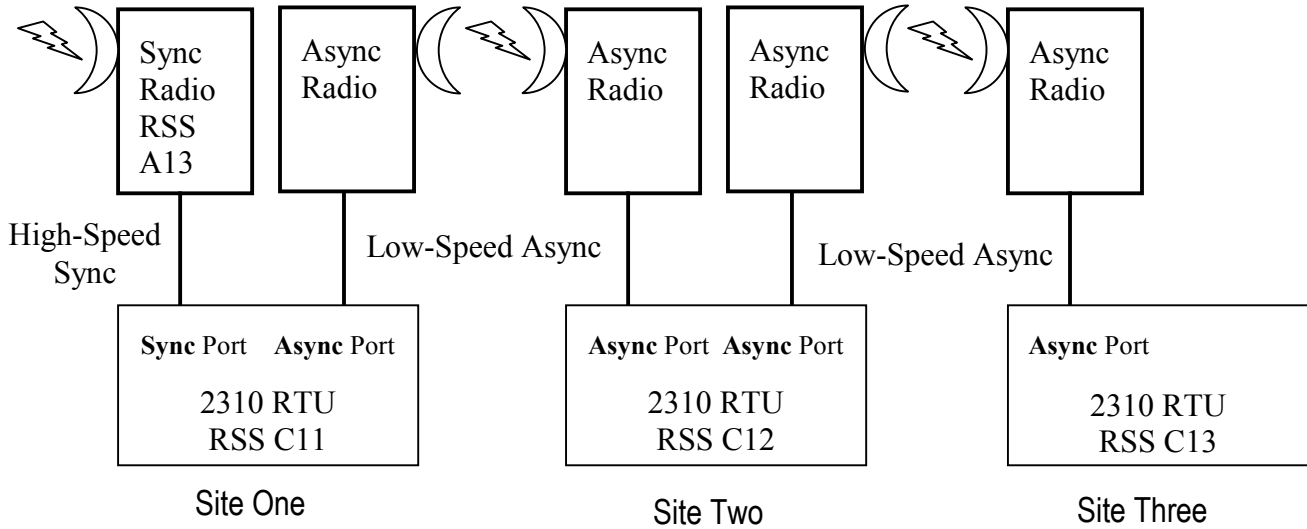 Sync
Radio
RSS
A13
Async
Radio
Async
Radio
Async
Radio
Async
Radio
High-Speed
Sync
Low-Speed Async
Low-Speed Async
Sync Port Async Port
2310 RTU
RSS C11
Async Port Async Port
2310 RTU
RSS C12
Async Port
2310 RTU
RSS C13
Site One
Site Two
Site Three